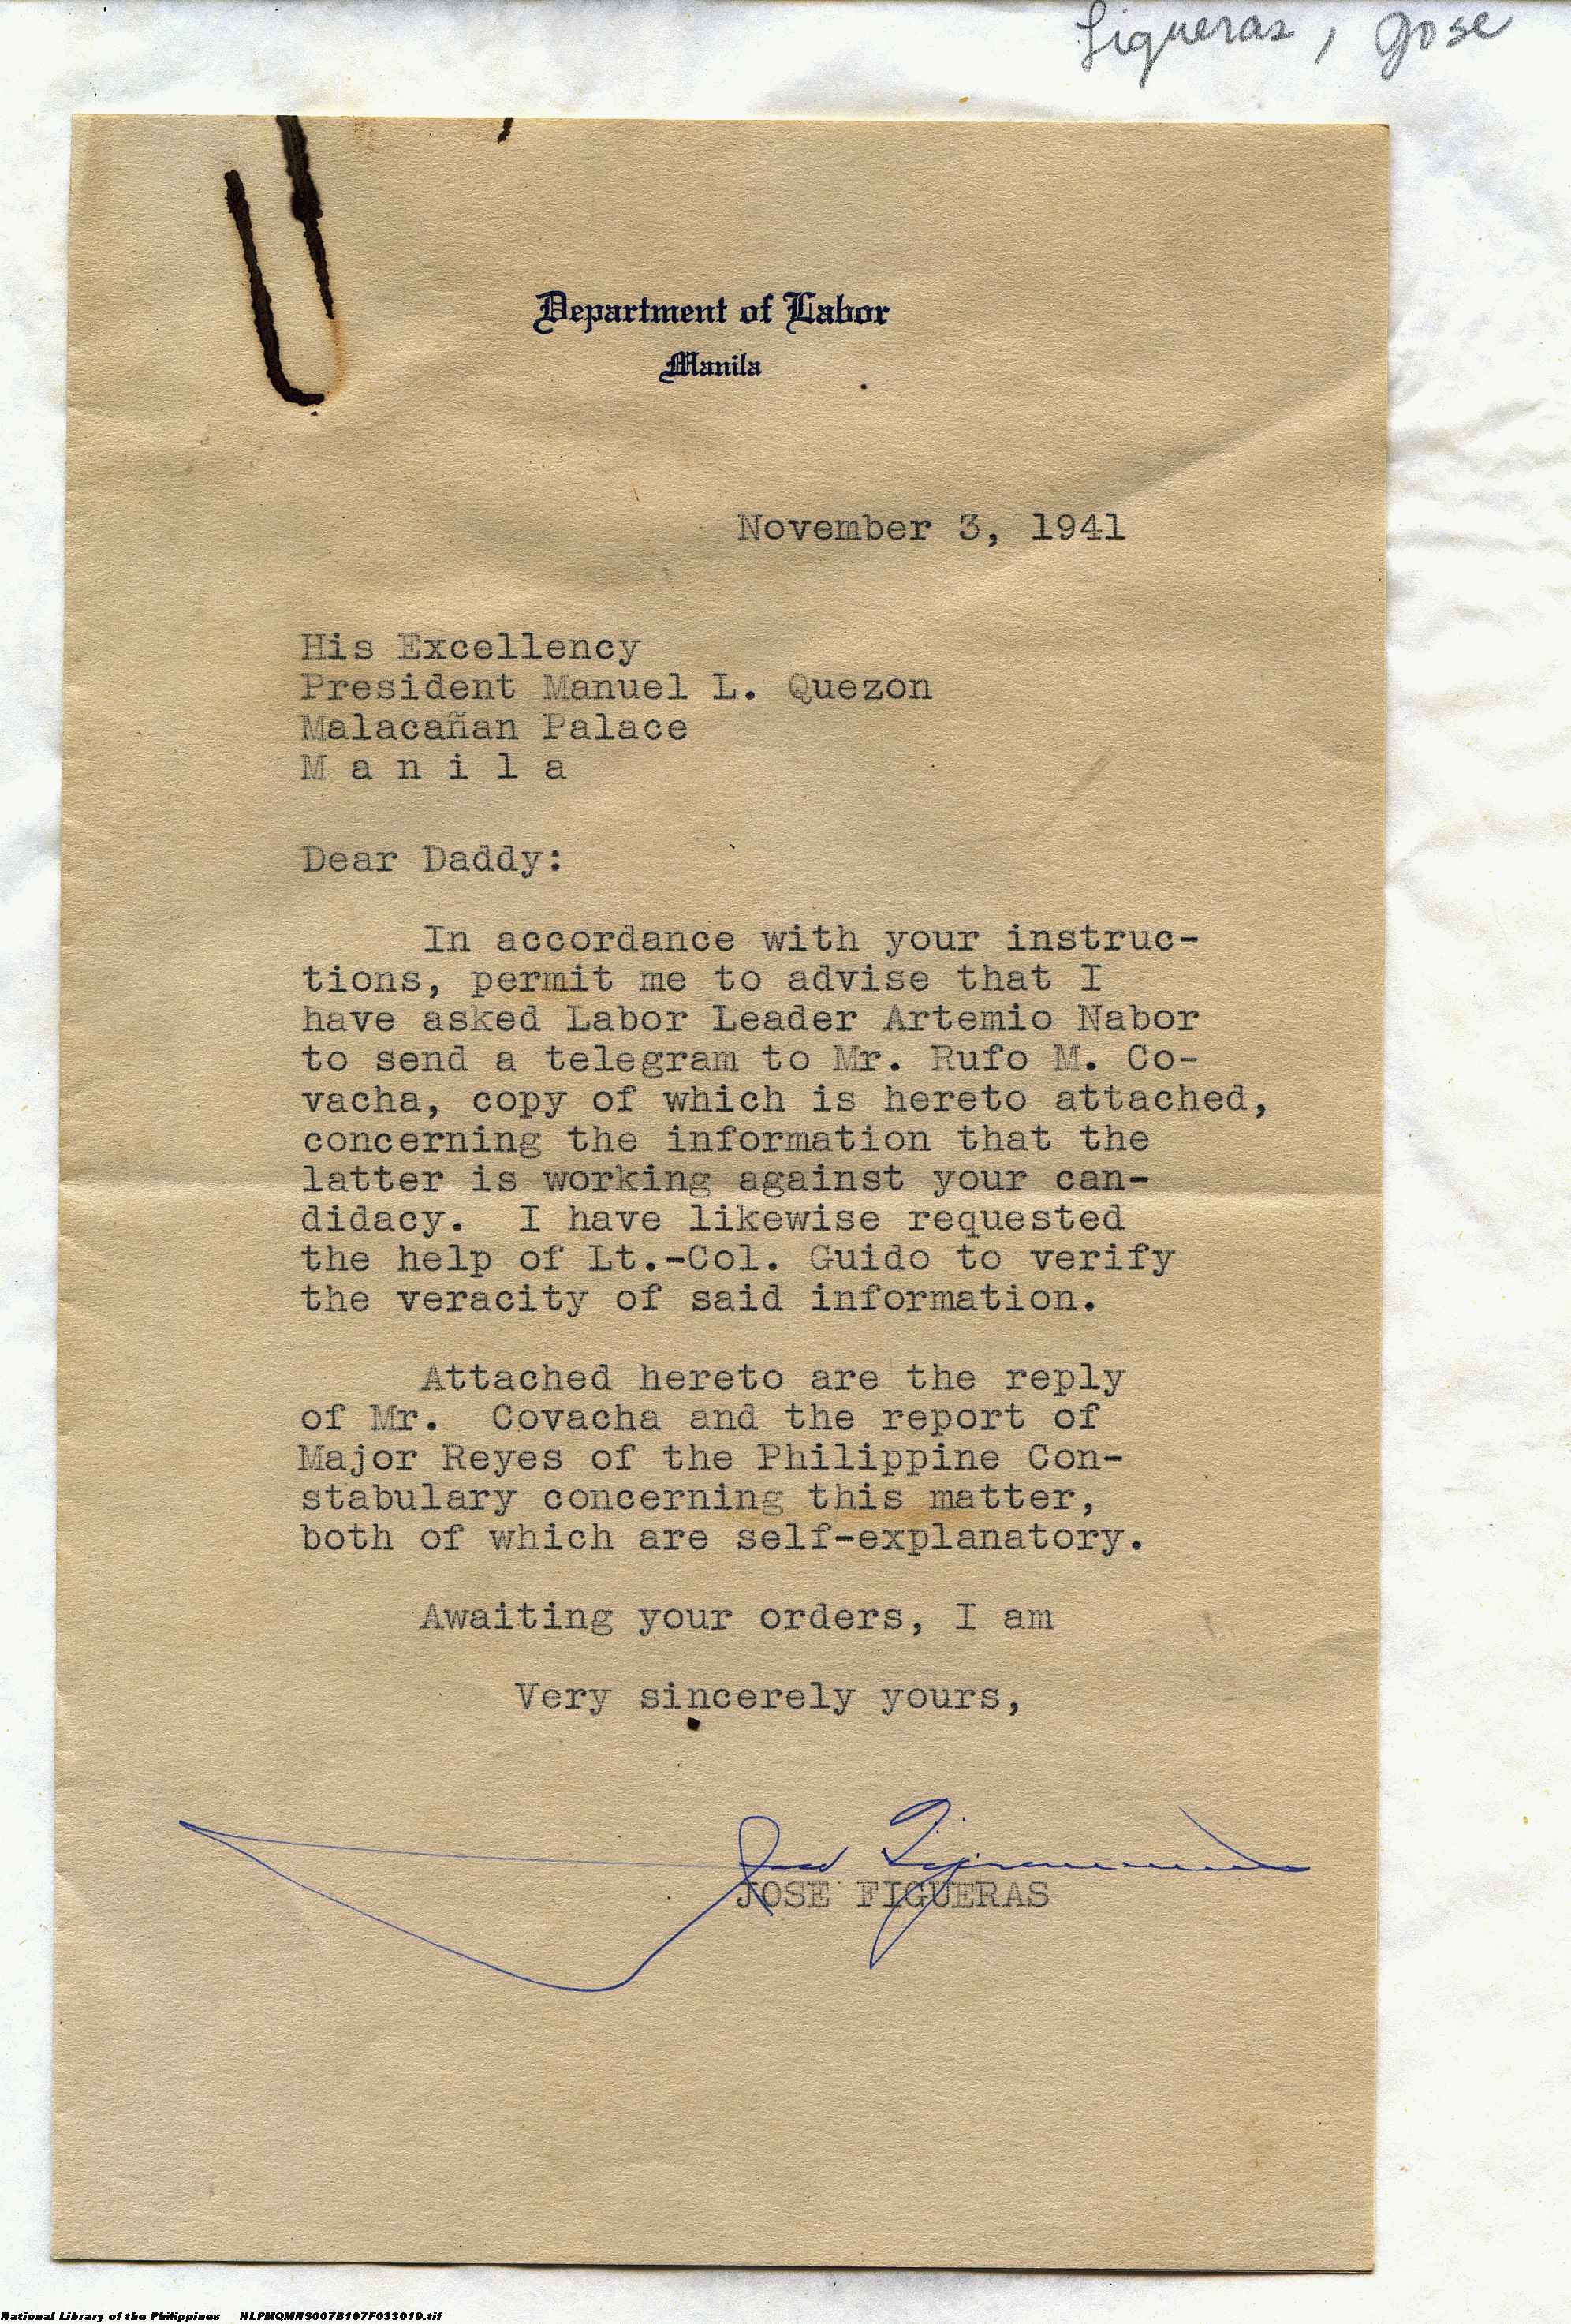 Figueras, Jose
Department of Labor
Manila
November 3, 1941
His Excellency
President Manuel L. Quezon
Malacañan Palace
M a n i l a
Dear Daddy:
In accordance with your instruc-
tions, permit me to advise that I
have asked Labor Leader Artemio Nabor
to send a telegram to Mr. Rufo M. Co-
vacha, copy of which is hereto attached,
concerning the information that the
latter is working against your can-
didacy. I have likewise requested
the help of Lt.-Col. Guido to verify
the veracity of said information.
Attached hereto are the reply
of Mr. Covacha and the report of
Major Reyes of the Philippine Con-
stabulary concerning this matter,
both of which are self-explanatory.
Awaiting your orders, I am
Very sincerely yours,
Jose Figueras
JOSE FIGUERAS
National Library of the Philippines NLPMQMNS007B107F033019.tif